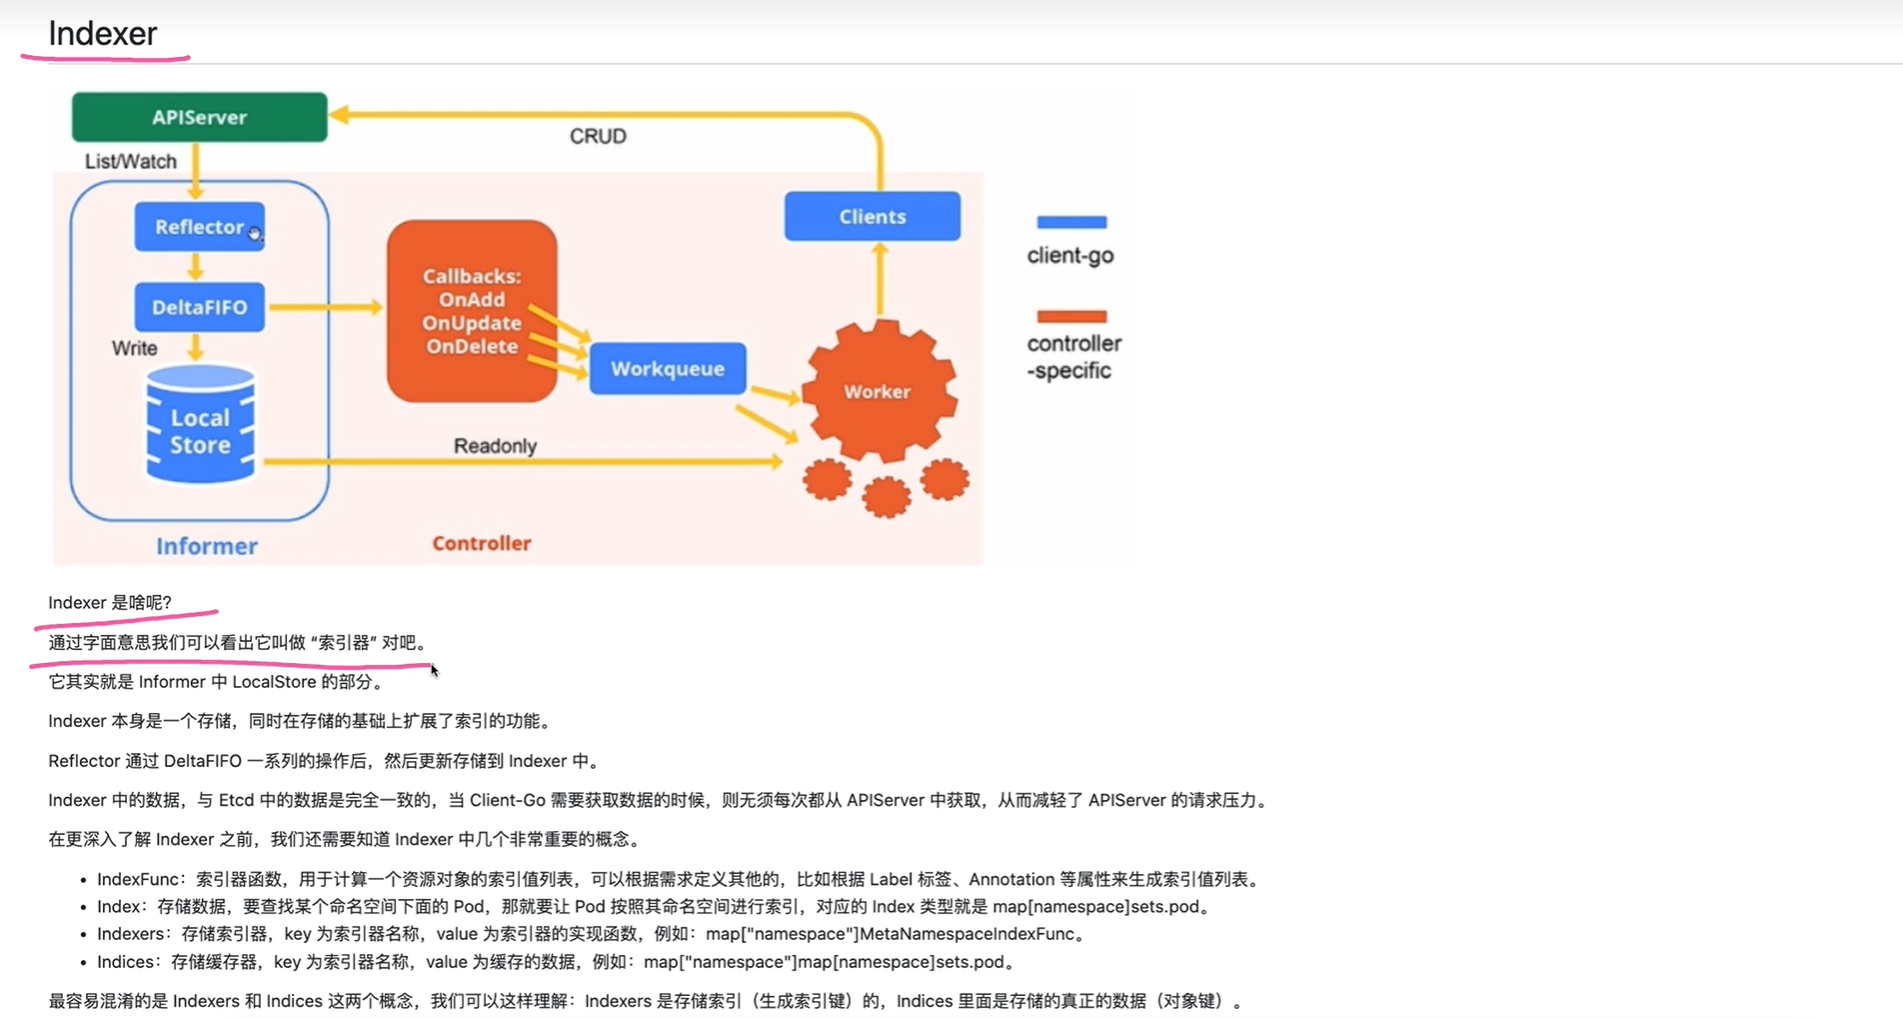 Indexer
APIServer
CRUD
List/Watch
Reflector
Clients
client-go
Callbacks:
OnAdd
OnUpdate
OnDelete
DeltaFIFO
Write
Workqueue
controller
-specific
Worker
Local
Store
Readonly
Informer
Controller
Indexer 是啥呢？
通过字面意思我们可以看出它叫做 “索引器” 对吧。
它其实就是 Informer 中 LocalStore 的部分。
Indexer 本身是一个存储，同时在存储的基础上扩展了索引的功能。
Reflector 通过 DeltaFIFO 一系列的操作后，然后更新存储到 Indexer 中。
Indexer 中的数据，与 Etcd 中的数据是完全一致的，当 Client-Go 需要获取数据的时候，则无须每次都从 APIServer 中获取，从而减轻了 APIServer 的请求压力。
在更深入了解 Indexer 之前，我们还需要知道 Indexer 中几个非常重要的概念。
• IndexFunc：索引器函数，用于计算一个资源对象的索引值列表，可以根据需求定义其他的，比如根据 Label 标签、Annotation 等属性来生成索引值列表。
• Index：存储数据，要查找某个命名空间下面的 Pod，那就要让 Pod 按照其命名空间进行索引，对应的 Index 类型就是 map[namespace]sets.pod。
• Indexers：存储索引器，key 为索引器名称，value 为索引器的实现函数，例如：map["namespace"]MetaNamespaceIndexFunc。
• Indices：存储缓存器，key 为索引器名称，value 为缓存的数据，例如：map["namespace"]map[namespace]sets.pod。
最容易混淆的是 Indexers 和 Indices 这两个概念，我们可以这样理解：Indexers 是存储索引（生成索引键）的，Indices 里面是存储的真正的数据（对象键）。